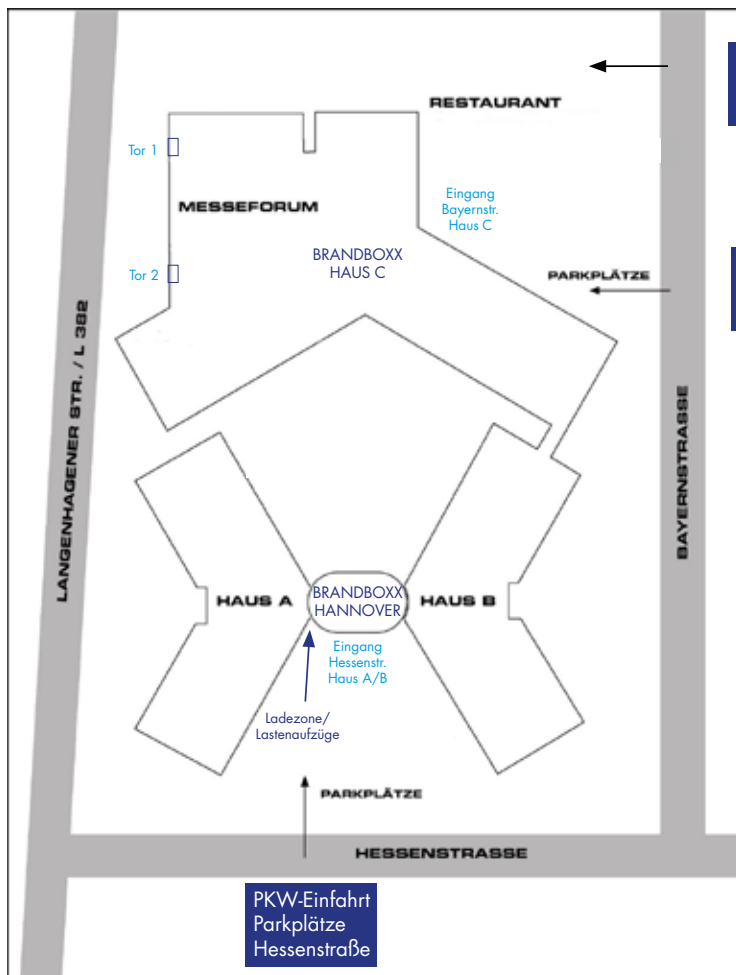 RESTAURANT
Tor 1
MESSEFORUM
Eingang
Bayernstr.
Haus C
BRANDBOXX
HAUS C
Tor 2
PARKPLÄTZE
LANGENHAGENER STR. / L 382
BAYERNSTRASSE
HAUS A
BRANDBOXX
HANNOVER
HAUS B
Eingang
Hessenstr.
Haus A/B
Ladezone/
Lastenaufzüge
PARKPLÄTZE
HESSENSTRASSE
PKW-Einfahrt
Parkplätze
Hessenstraße